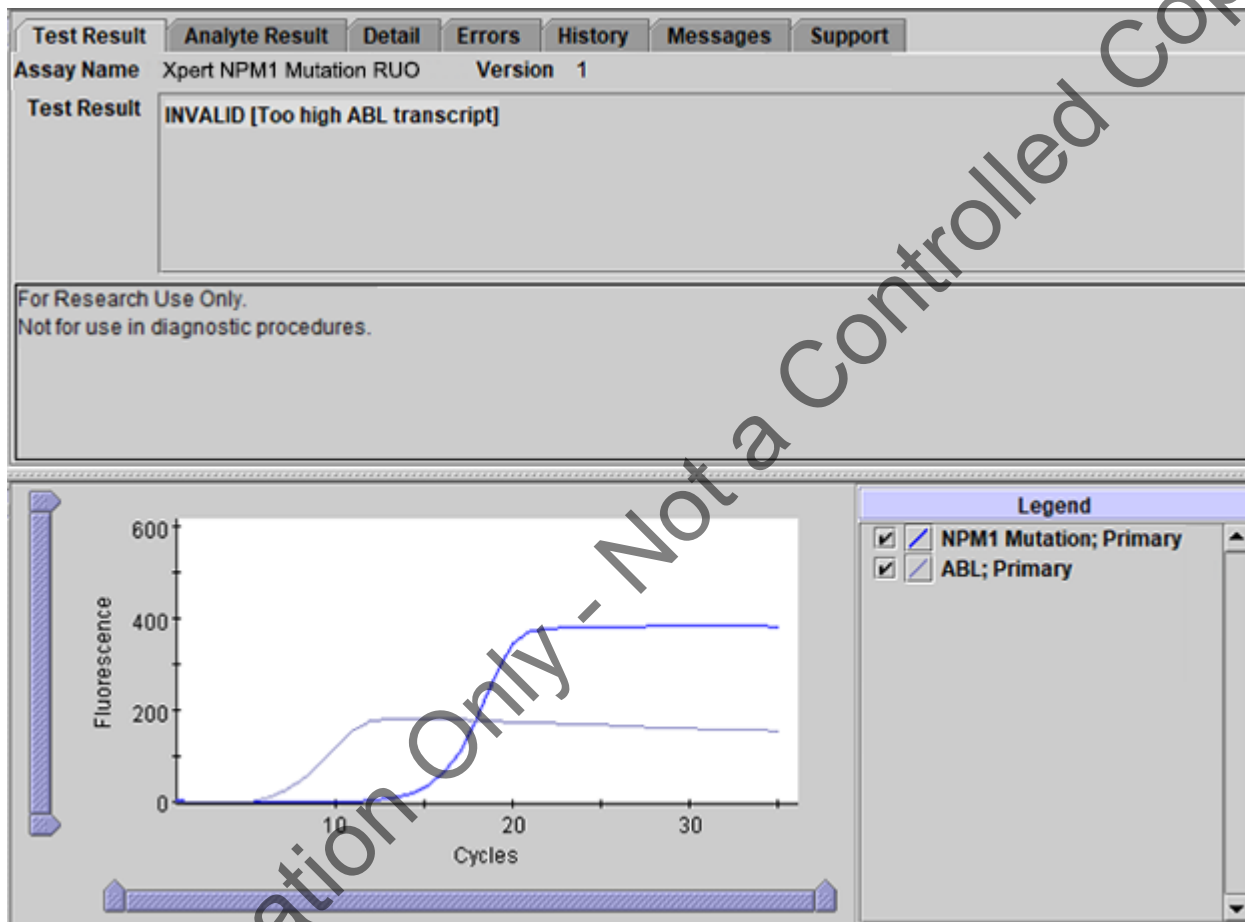 Test Result Analyte Result Detail Errors History Messages Support
Assay Name Xpert NPM1 Mutation RUO Version 1
Test Result INVALID [Too high ABL transcript]
For Research Use Only.
Not for use in diagnostic procedures.
Legend
NPM1 Mutation; Primary
ABL; Primary
600
400
200
0
Fluorescence
10 20 30
Cycles
ation Only - Not a Controlled Cop